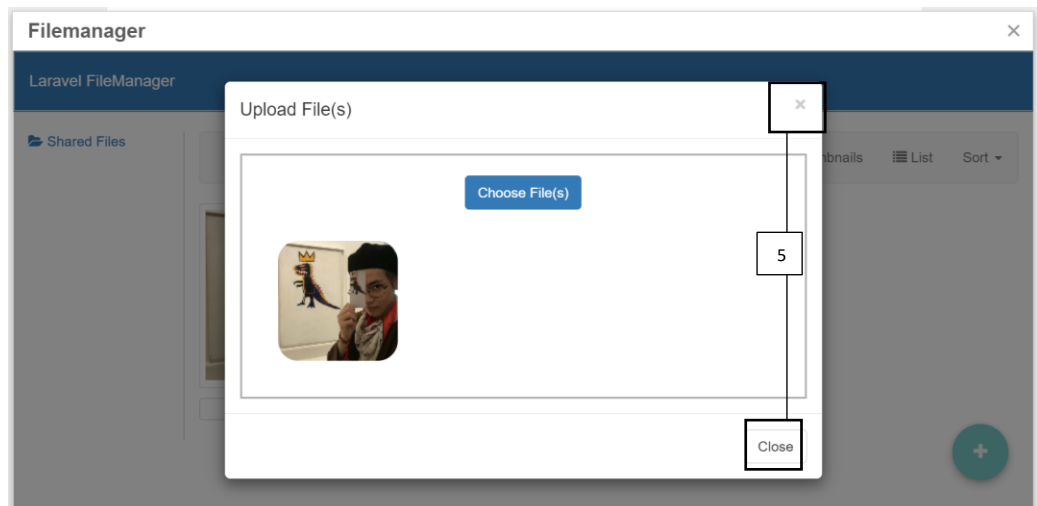 Filemanager ×
Laravel FileManager
Upload File(s) ×
Shared Files
List Sort
Choose File(s)
5
Close
+